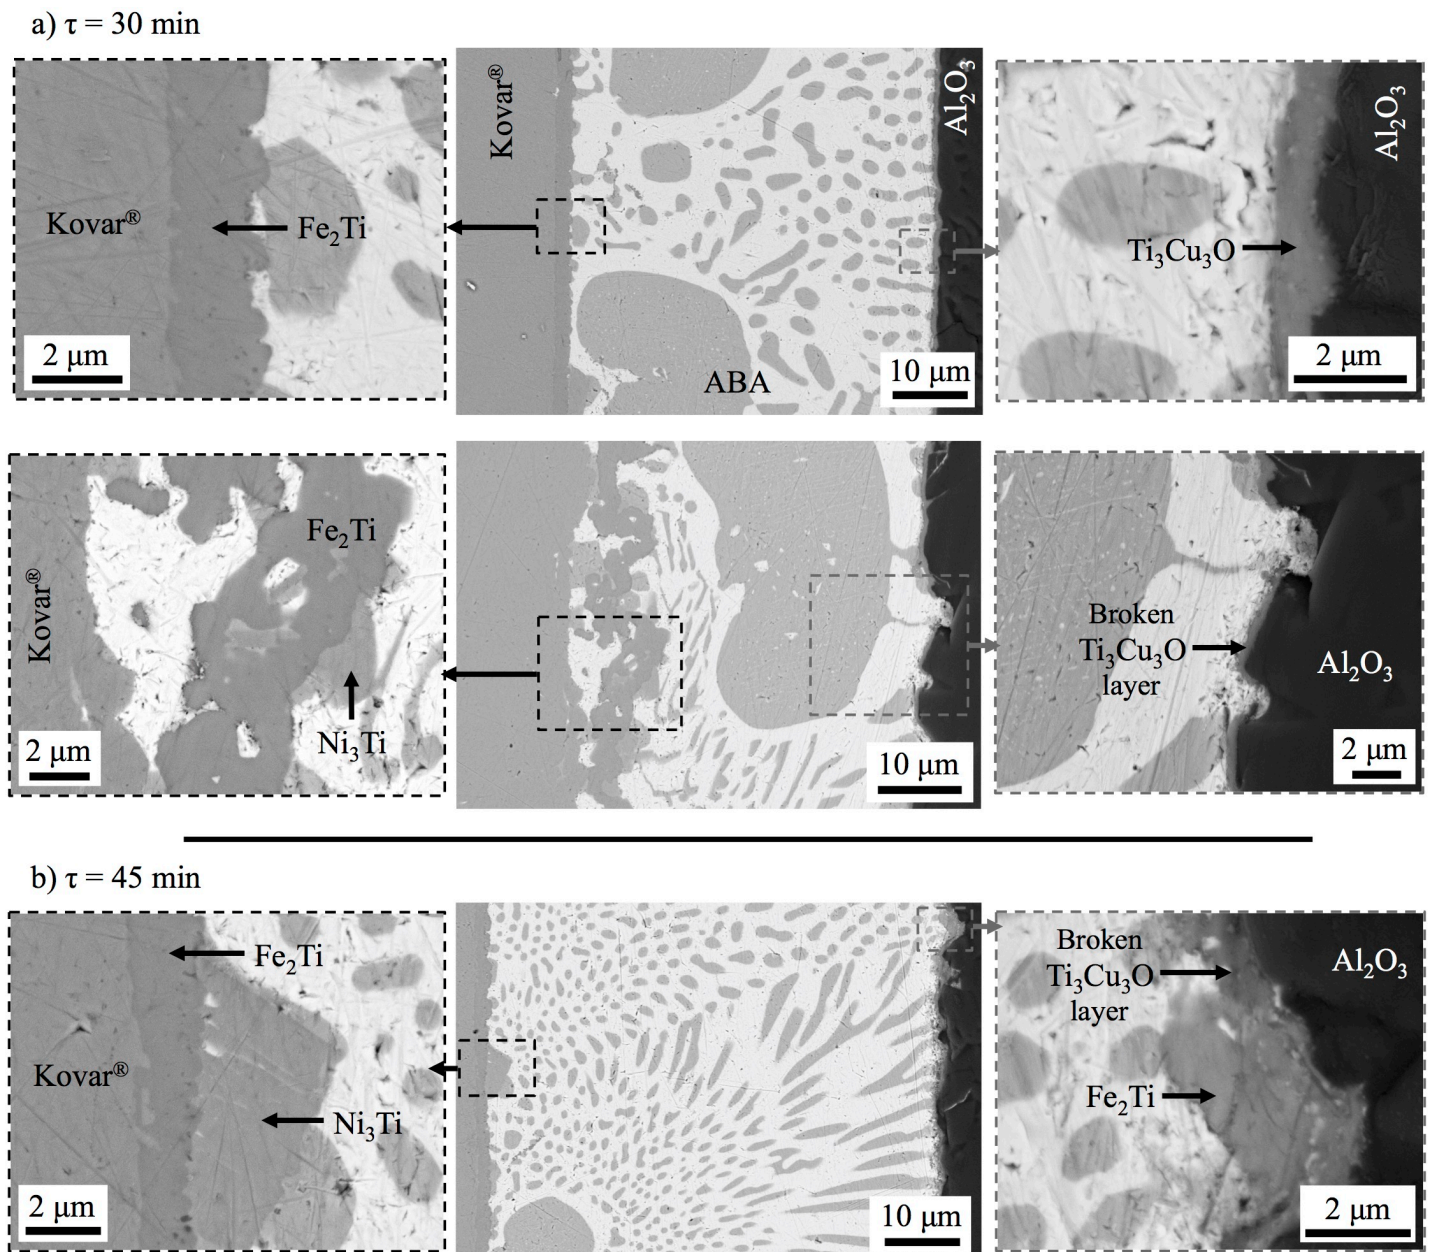 a) τ = 30 min
Kovar®
Fe₂Ti
2 μm
Kovar®
Al₂O₃
ABA
10 μm
Al₂O₃
Ti₃Cu₃O
2 μm
Kovar®
Fe₂Ti
Ni₃Ti
2 μm
10 μm
Broken
Ti₃Cu₃O
layer
Al₂O₃
2 μm
b) τ = 45 min
Fe₂Ti
Kovar®
Ni₃Ti
2 μm
10 μm
Broken
Ti₃Cu₃O
layer
Al₂O₃
Fe₂Ti
2 μm